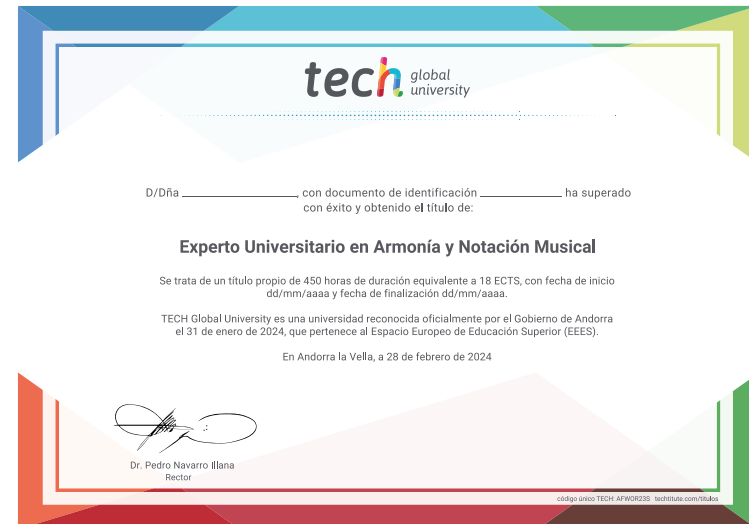 tech global
university
D/Dña ____________________, con documento de identificación ______________ ha superado
con éxito y obtenido el título de:
Experto Universitario en Armonía y Notación Musical
Se trata de un título propio de 450 horas de duración equivalente a 18 ECTS, con fecha de inicio
dd/mm/aaaa y fecha de finalización dd/mm/aaaa.
TECH Global University es una universidad reconocida oficialmente por el Gobierno de Andorra
el 31 de enero de 2024, que pertenece al Espacio Europeo de Educación Superior (EEES).
En Andorra la Vella, a 28 de febrero de 2024
Dr. Pedro Navarro Illana
Rector
código único TECH: AFWOR23S techtitute.com/titulos